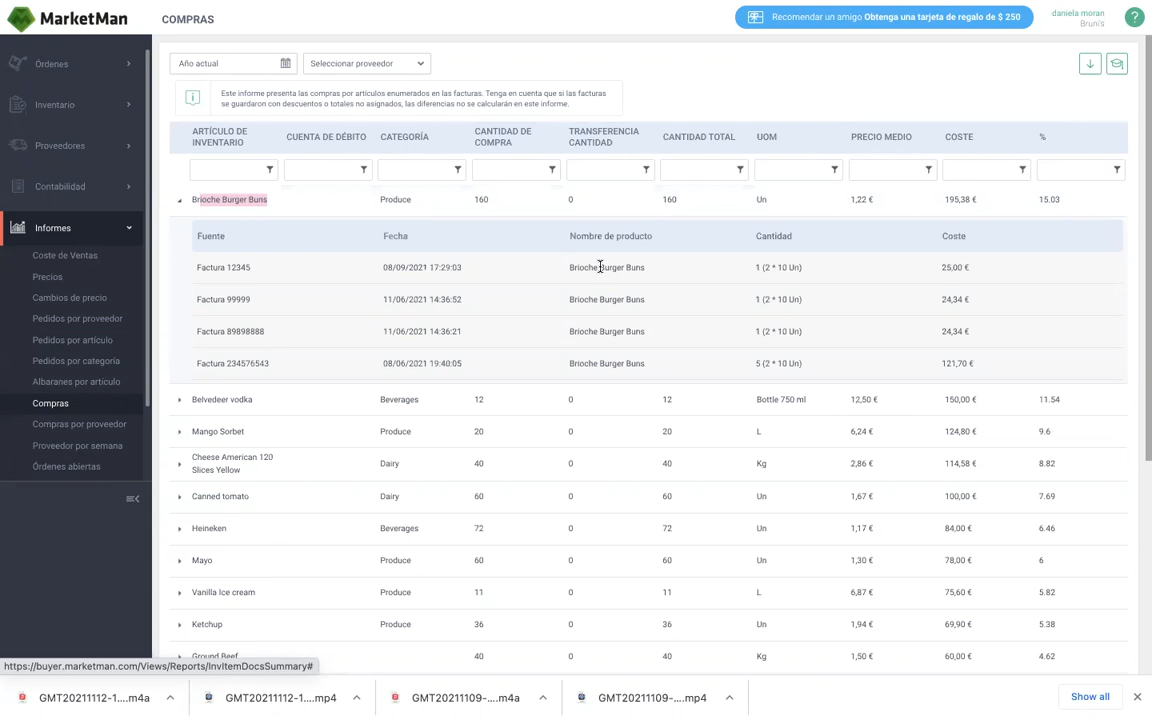 MarketMan
COMPRAS
Recomendar un amigo Obtenga una tarjeta de regalo de $ 250
daniela moran
Bruni's
?
Órdenes
Inventario
Proveedores
Contabilidad
Informes
Coste de Ventas
Precios
Cambios de precio
Pedidos por proveedor
Pedidos por artículo
Pedidos por categoría
Albaranes por artículo
Compras
Compras por proveedor
Proveedor por semana
Órdenes abiertas
Año actual
Seleccionar proveedor
Este informe presenta las compras por artículos enumerados en las facturas. Tenga en cuenta que si las facturas
se guardaron con descuentos o totales no asignados, las diferencias no se calcularán en este informe.
ARTÍCULO DE INVENTARIO CUENTA DE DÉBITO CATEGORÍA CANTIDAD DE COMPRA TRANSFERENCIA CANTIDAD CANTIDAD TOTAL UOM PRECIO MEDIO COSTE %
Brioche Burger Buns Produce 160 0 160 Un 1,22 € 195,38 € 15.03
Fuente Fecha Nombre de producto Cantidad Coste
Factura 12345 08/09/2021 17:29:03 Brioche Burger Buns 1 (2 * 10 Un) 25,00 €
Factura 99999 11/06/2021 14:36:52 Brioche Burger Buns 1 (2 * 10 Un) 24,34 €
Factura 89898888 11/06/2021 14:36:21 Brioche Burger Buns 1 (2 * 10 Un) 24,34 €
Factura 234576543 08/06/2021 19:40:05 Brioche Burger Buns 5 (2 * 10 Un) 121,70 €
Belvedeer vodka Beverages 12 0 12 Bottle 750 ml 12,50 € 150,00 € 11.54
Mango Sorbet Produce 20 0 20 L 6,24 € 124,80 € 9.6
Cheese American 120 Slices Yellow Dairy 40 0 40 Kg 2,86 € 114,58 € 8.82
Canned tomato Dairy 60 0 60 Un 1,67 € 100,00 € 7.69
Heineken Beverages 72 0 72 Un 1,17 € 84,00 € 6.46
Mayo Produce 60 0 60 Un 1,30 € 78,00 € 6
Vanilla Ice cream Produce 11 0 11 L 6,87 € 75,60 € 5.82
Ketchup Produce 36 0 36 Un 1,94 € 69,90 € 5.38
Ground Beef 40 0 40 Kg 1,50 € 60,00 € 4.62
https://buyer.marketman.com/Views/Reports/InvItemDocsSummary#
GMT20211112-1....m4a
GMT20211112-1....mp4
GMT20211109-....m4a
GMT20211109-....mp4
Show all